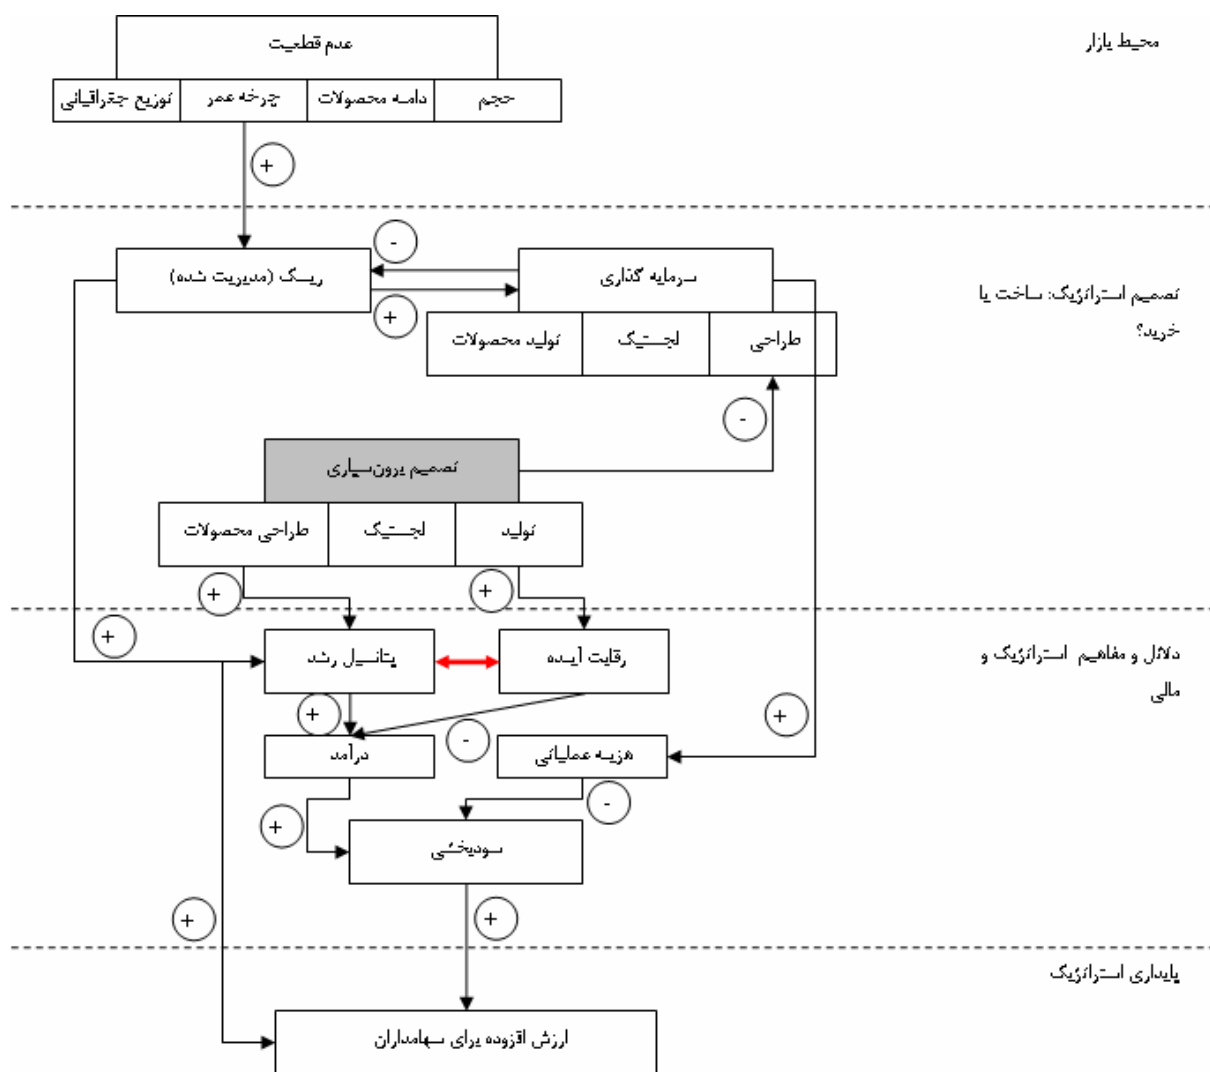 محیط بازار
عدم قطعیت
حجم
دامنه محصولات
چرخه عمر
توزیع جغرافیائی
+
تصمیم استراتژیک: ساخت یا
خرید؟
-
سرمایه گذاری
ریسک (مدیریت شده)
+
طراحی
لجستیک
تولید محصولات
-
تصمیم برون‌سپاری
تولید
لجستیک
طراحی محصولات
+
+
+
دلائل و مفاهیم استراتژیک و
مالی
رقابت آینده
پتانسیل رشد
+
+
-
هزینه عملیاتی
درآمد
-
+
سودبخشی
+
+
پایداری استراتژیک
ارزش افزوده برای سهامداران